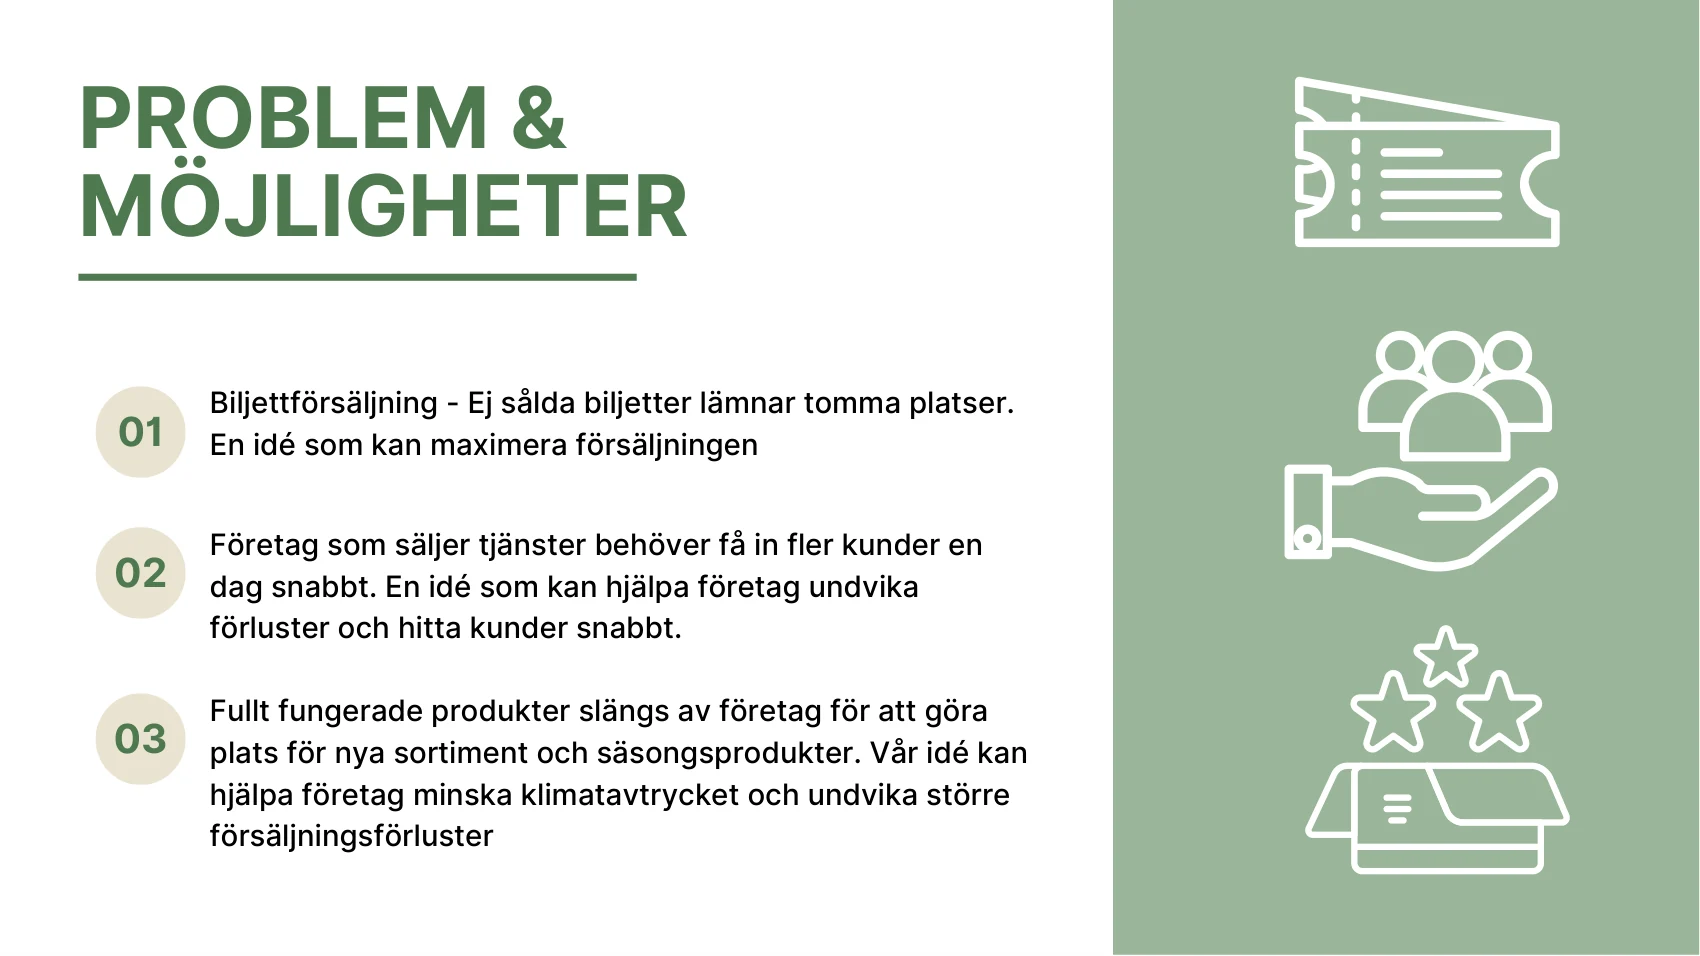 PROBLEM &
MÖJLIGHETER
01
Biljettförsäljning - Ej sålda biljetter lämnar tomma platser.
En idé som kan maximera försäljningen
02
Företag som säljer tjänster behöver få in fler kunder en
dag snabbt. En idé som kan hjälpa företag undvika
förluster och hitta kunder snabbt.
03
Fullt fungerade produkter slängs av företag för att göra
plats för nya sortiment och säsongsprodukter. Vår idé kan
hjälpa företag minska klimatavtrycket och undvika större
försäljningsförluster